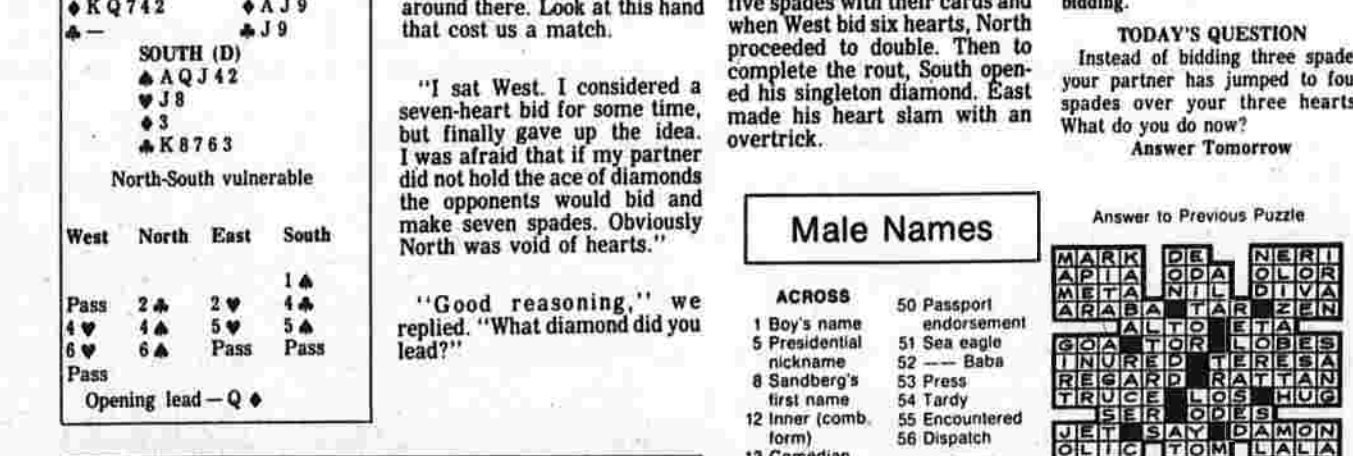 ♦ K Q 7 4 2 ♦ A J 9
♣ — ♣ J 9
SOUTH (D)
♠ A Q J 4 2
♥ J 8
♦ 3
♣ K 8 7 6 3
North-South vulnerable
West North East South
1 ♠
Pass 2 ♣ 2 ♥ 4 ♣
4 ♥ 4 ♠ 5 ♥ 5 ♠
6 ♥ 6 ♠ Pass Pass
Pass
Opening lead — Q ♦
around there. Look at this hand
that cost us a match.
"I sat West. I considered a
seven-heart bid for some time,
but finally gave up the idea.
I was afraid that if my partner
did not hold the ace of diamonds
the opponents would bid and
make seven spades. Obviously
North was void of hearts."
"Good reasoning," we
replied. "What diamond did you
lead?"
five spades with their cards and
when West bid six hearts, North
proceeded to double. Then to
complete the rout, South open-
ed his singleton diamond. East
made his heart slam with an
overtrick.
bidding.
TODAY'S QUESTION
Instead of bidding three spade
your partner has jumped to fou
spades over your three hearts
What do you do now?
Answer Tomorrow
Male Names
ACROSS
1 Boy's name
5 Presidential
nickname
8 Sandberg's
first name
12 Inner (comb.
form)
13 Comedian
50 Passport
endorsement
51 Sea eagle
52 —— Baba
53 Press
54 Tardy
55 Encountered
56 Dispatch
Answer to Previous Puzzle
MARK DE NERI
APIA ODA OLOR
META NIL DIVA
ARABA TAR ZEN
ALTO ETA
GOA TOR LOBES
INURED TERESA
REGARD RATTAN
TRUCE LOS HUG
SER ODES
JET SAY DAMON
OLIC TOM LALA